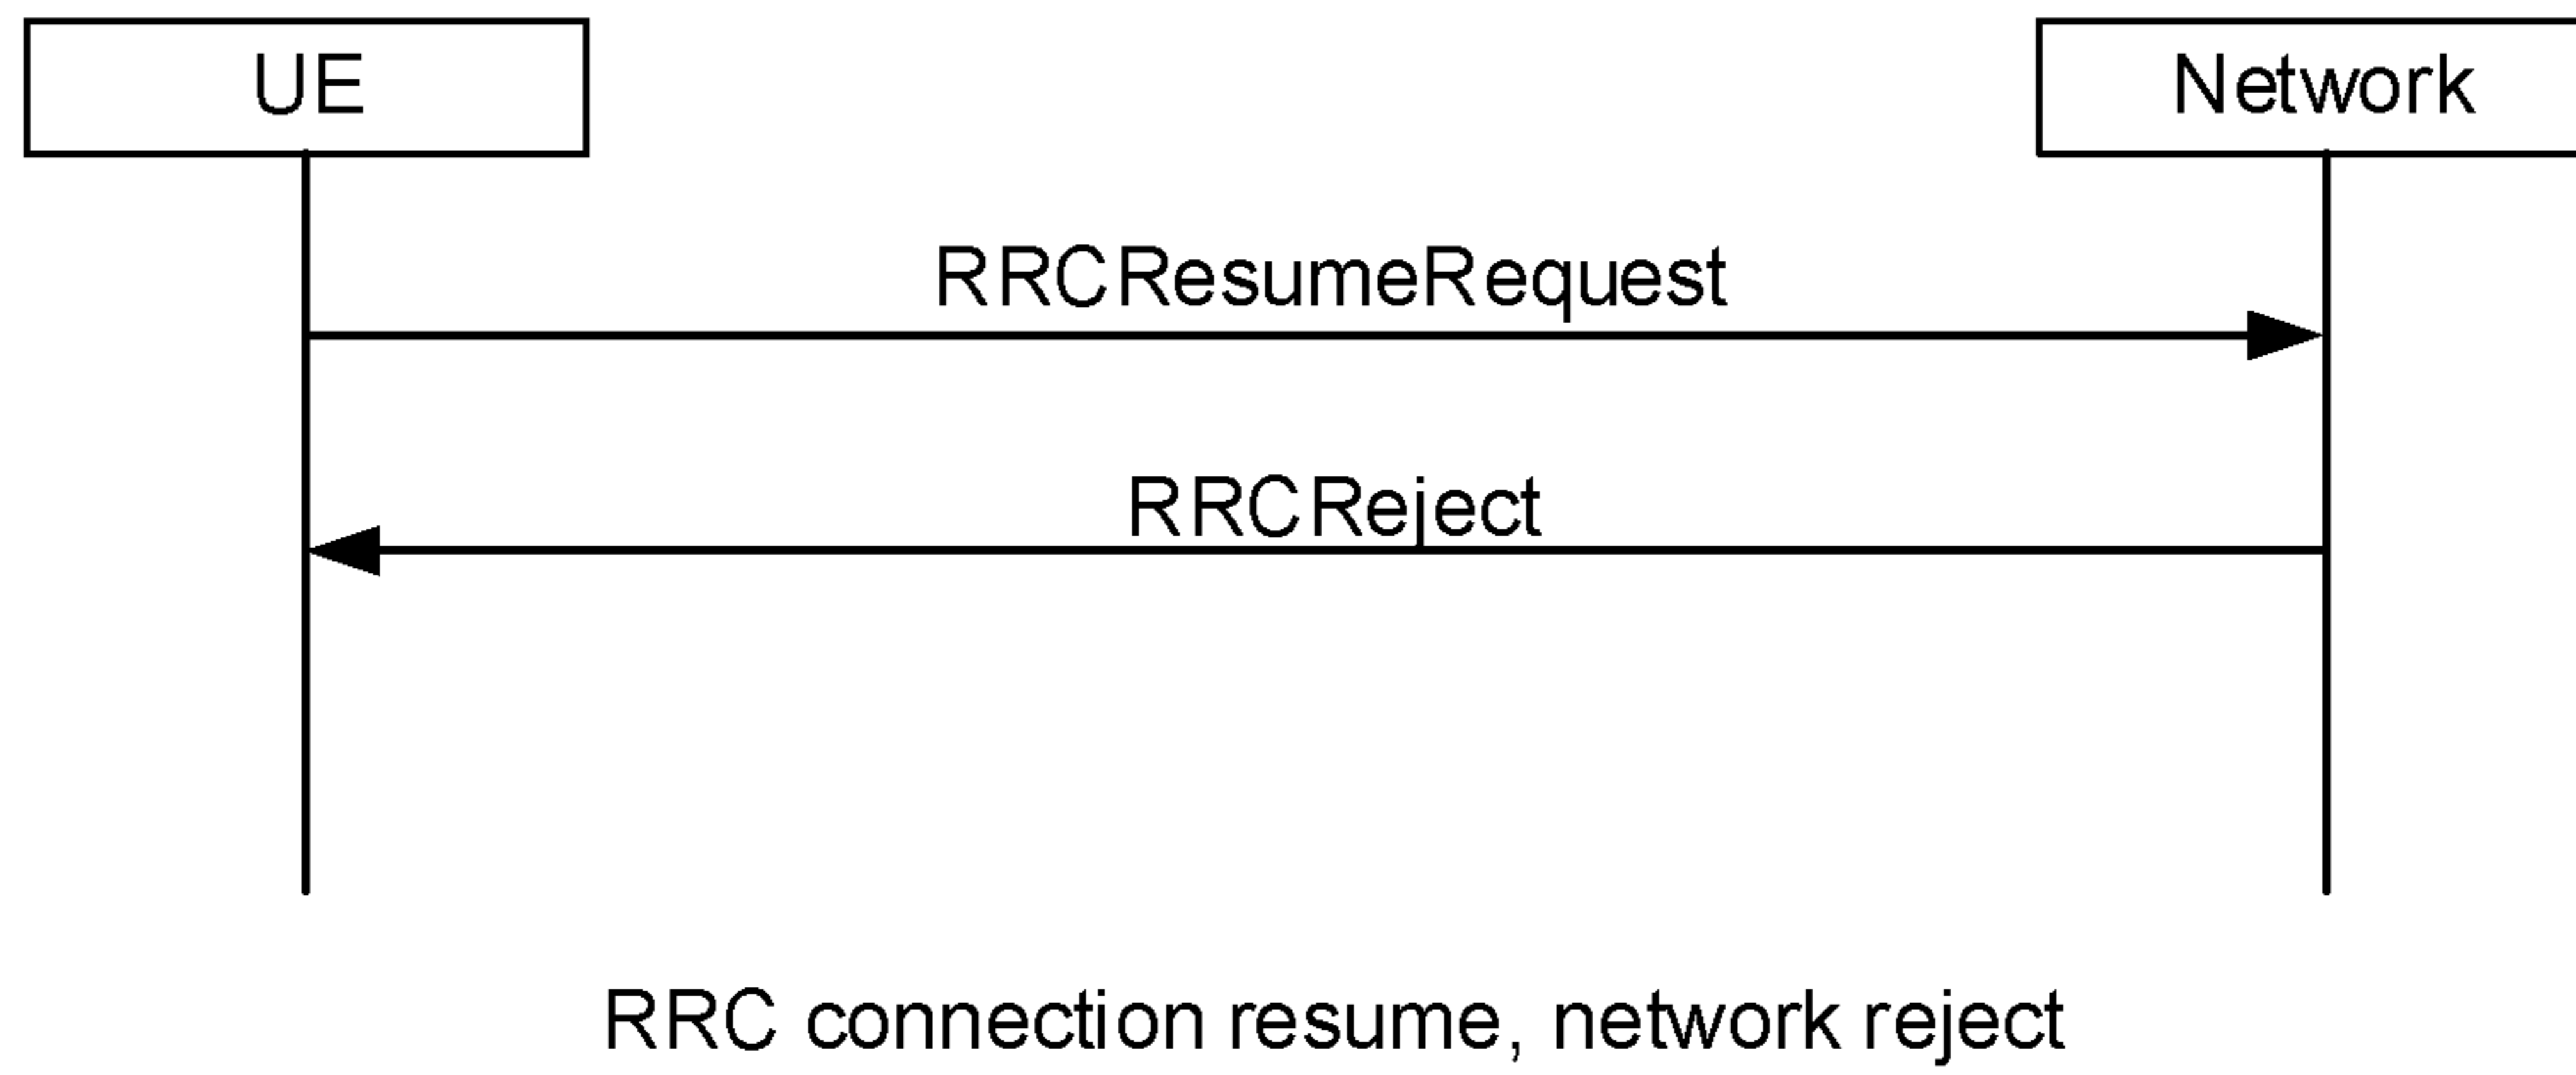 UE
Network
RRCResumeRequest
RRCReject
RRC connection resume, network reject